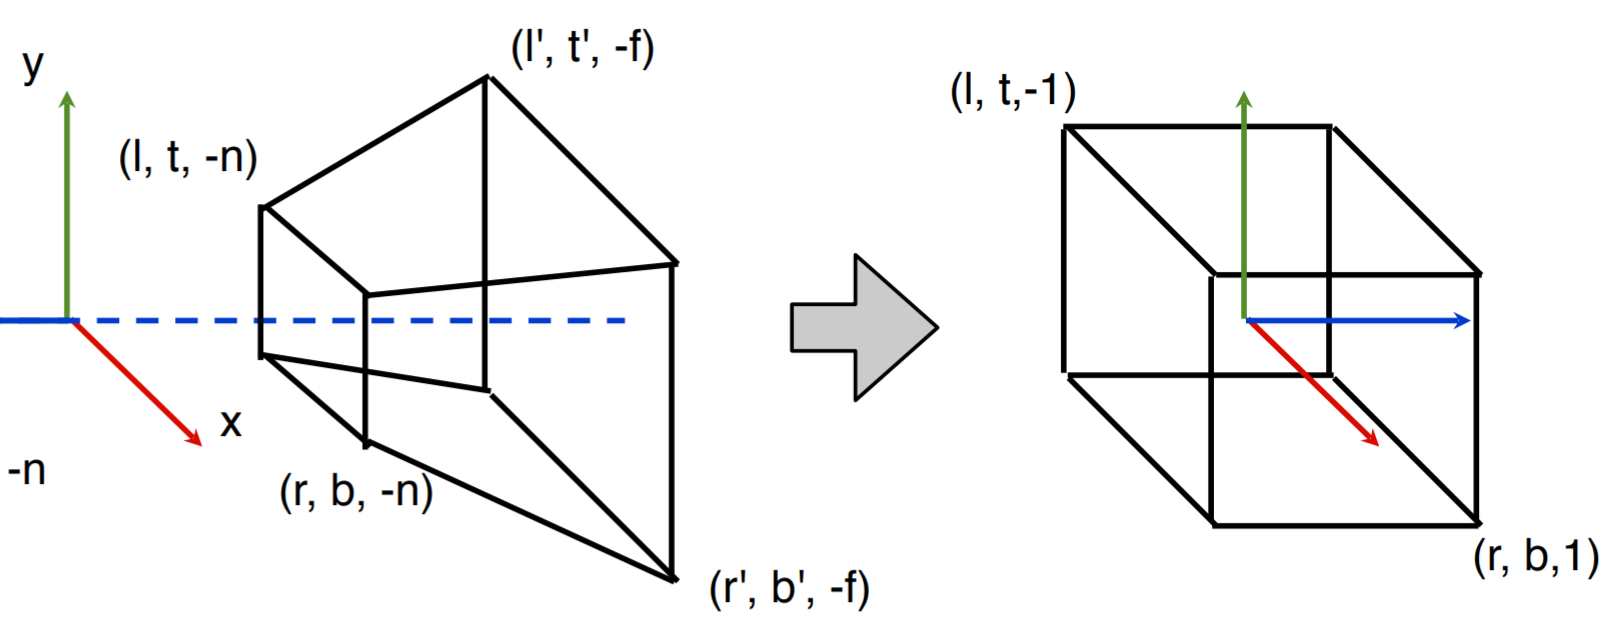 y
(l', t', -f)
(l, t, -n)
x
-n
(r, b, -n)
(r', b', -f)
(l, t,-1)
(r, b,1)